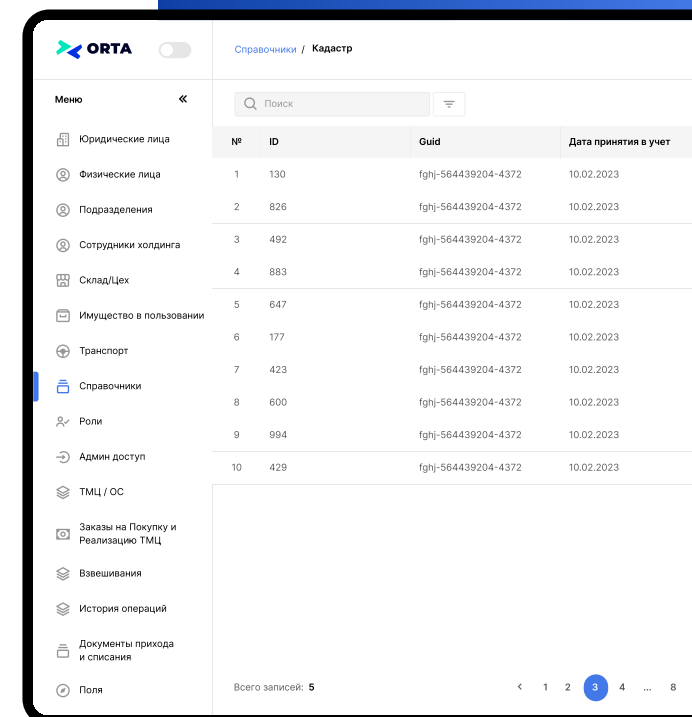 ORTA
Справочники / Кадастр
Меню
Поиск
Юридические лица
Физические лица
Подразделения
Сотрудники холдинга
Склад/Цех
Имущество в пользовании
Транспорт
Справочники
Роли
Админ доступ
ТМЦ / ОС
Заказы на Покупку и
Реализацию ТМЦ
Взвешивания
История операций
Документы прихода
и списания
Поля
№ ID Guid Дата принятия в учет
1 130 fghj-564439204-4372 10.02.2023
2 826 fghj-564439204-4372 10.02.2023
3 492 fghj-564439204-4372 10.02.2023
4 883 fghj-564439204-4372 10.02.2023
5 647 fghj-564439204-4372 10.02.2023
6 177 fghj-564439204-4372 10.02.2023
7 423 fghj-564439204-4372 10.02.2023
8 600 fghj-564439204-4372 10.02.2023
9 994 fghj-564439204-4372 10.02.2023
10 429 fghj-564439204-4372 10.02.2023
Всего записей: 5
1 2 3 4 ... 8